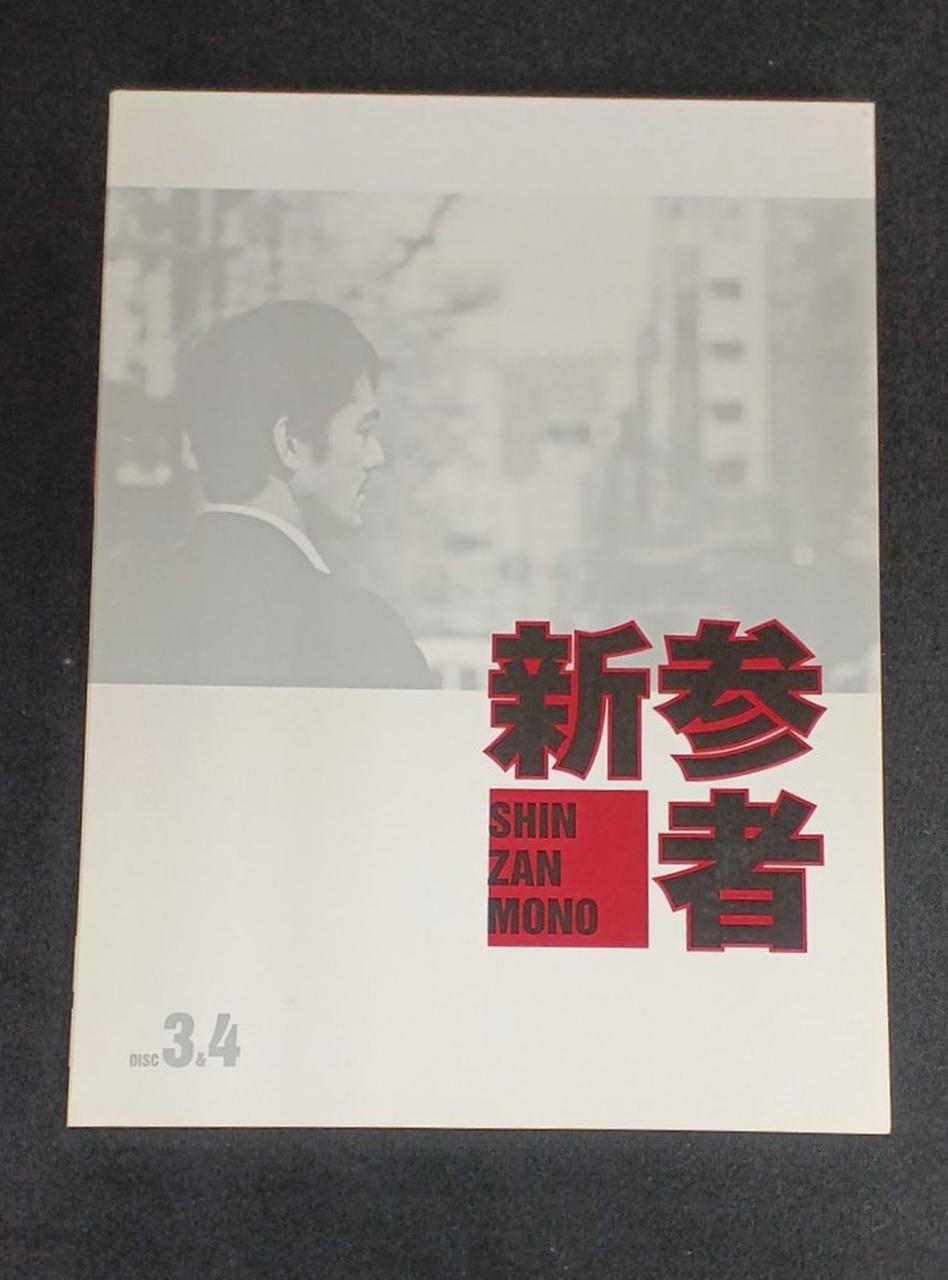 新参
者
SHIN
ZAN
MONO
DISC 3&4